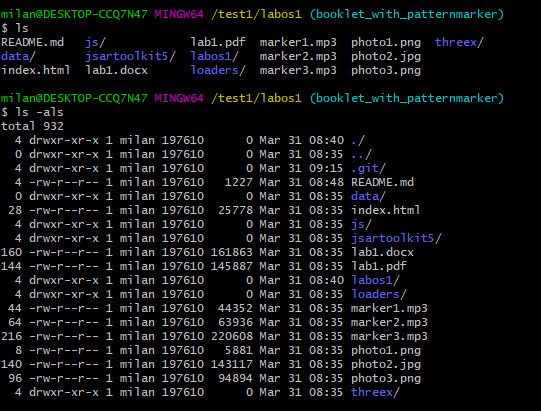 milan@DESKTOP-CCQ7N47 MINGW64 /test1/labos1 (booklet_with_patternmarker)
$ ls
README.md   js/            lab1.pdf   marker1.mp3  photo1.png  threex/
data/       jsartoolkit5/  labos1/    marker2.mp3  photo2.jpg
index.html  lab1.docx      loaders/   marker3.mp3  photo3.png

milan@DESKTOP-CCQ7N47 MINGW64 /test1/labos1 (booklet_with_patternmarker)
$ ls -als
total 932
  4 drwxr-xr-x 1 milan 197610      0 Mar 31 08:40 ./
  0 drwxr-xr-x 1 milan 197610      0 Mar 31 08:35 ../
  4 drwxr-xr-x 1 milan 197610      0 Mar 31 09:15 .git/
  4 -rw-r--r-- 1 milan 197610   1227 Mar 31 08:48 README.md
  0 drwxr-xr-x 1 milan 197610      0 Mar 31 08:35 data/
 28 -rw-r--r-- 1 milan 197610  25778 Mar 31 08:35 index.html
  4 drwxr-xr-x 1 milan 197610      0 Mar 31 08:35 js/
  4 drwxr-xr-x 1 milan 197610      0 Mar 31 08:35 jsartoolkit5/
160 -rw-r--r-- 1 milan 197610 161863 Mar 31 08:35 lab1.docx
144 -rw-r--r-- 1 milan 197610 145887 Mar 31 08:35 lab1.pdf
  4 drwxr-xr-x 1 milan 197610      0 Mar 31 08:40 labos1/
  4 drwxr-xr-x 1 milan 197610      0 Mar 31 08:35 loaders/
 44 -rw-r--r-- 1 milan 197610  44352 Mar 31 08:35 marker1.mp3
 64 -rw-r--r-- 1 milan 197610  63936 Mar 31 08:35 marker2.mp3
216 -rw-r--r-- 1 milan 197610 220608 Mar 31 08:35 marker3.mp3
  8 -rw-r--r-- 1 milan 197610   5881 Mar 31 08:35 photo1.png
140 -rw-r--r-- 1 milan 197610 143117 Mar 31 08:35 photo2.jpg
 96 -rw-r--r-- 1 milan 197610  94894 Mar 31 08:35 photo3.png
  4 drwxr-xr-x 1 milan 197610      0 Mar 31 08:35 threex/